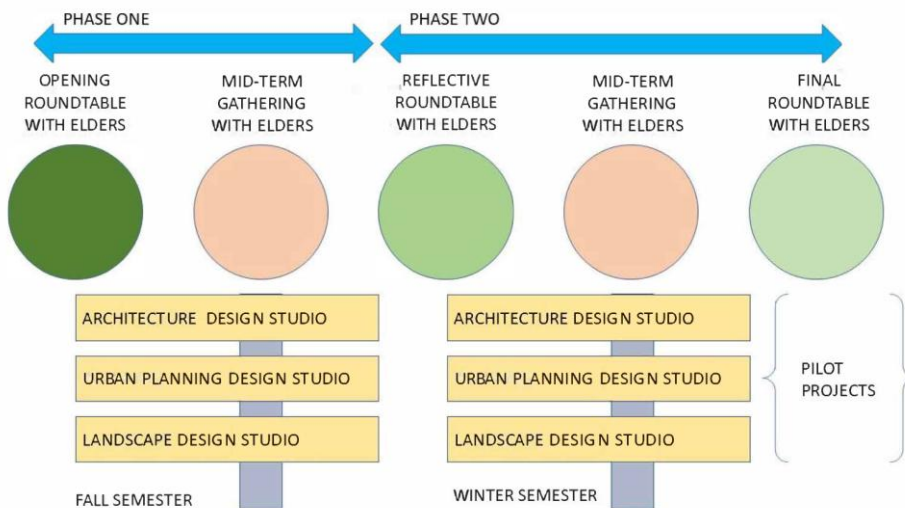 PHASE ONE
PHASE TWO
OPENING
ROUNDTABLE
WITH ELDERS
MID-TERM
GATHERING
WITH ELDERS
REFLECTIVE
ROUNDTABLE
WITH ELDERS
MID-TERM
GATHERING
WITH ELDERS
FINAL
ROUNDTABLE
WITH ELDERS
ARCHITECTURE DESIGN STUDIO
URBAN PLANNING DESIGN STUDIO
LANDSCAPE DESIGN STUDIO
FALL SEMESTER
ARCHITECTURE DESIGN STUDIO
URBAN PLANNING DESIGN STUDIO
LANDSCAPE DESIGN STUDIO
WINTER SEMESTER
PILOT
PROJECTS